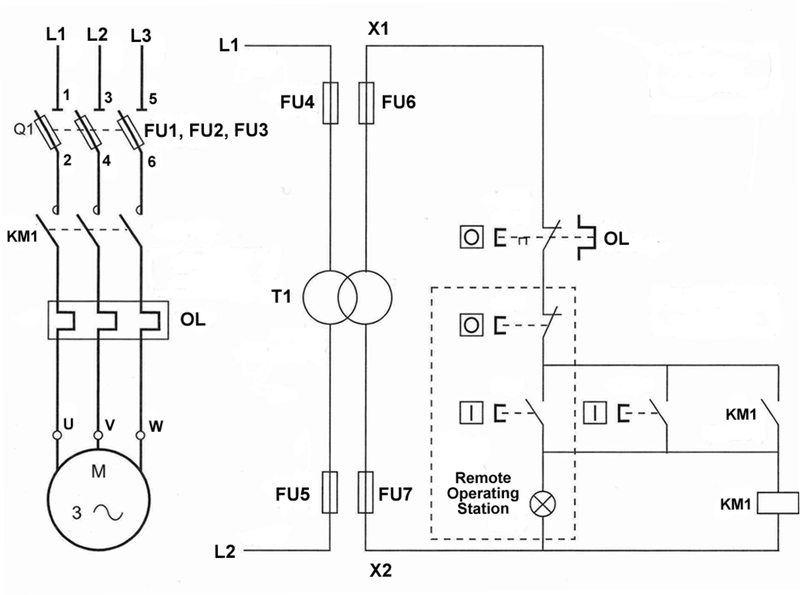 L1 L2 L3
1 3 5
Q1
FU1, FU2, FU3
2 4 6
KM1
OL
U V W
M
3
L1
X1
FU4
FU6
T1
FU5
FU7
L2
X2
O
OL
O
I
I
KM1
Remote
Operating
Station
KM1